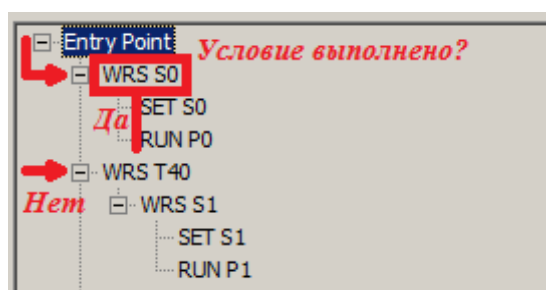 Entry Point Условие выполнено?
WRS S0
Да SET S0
RUN P0
WRS T40
Нет WRS S1
SET S1
RUN P1